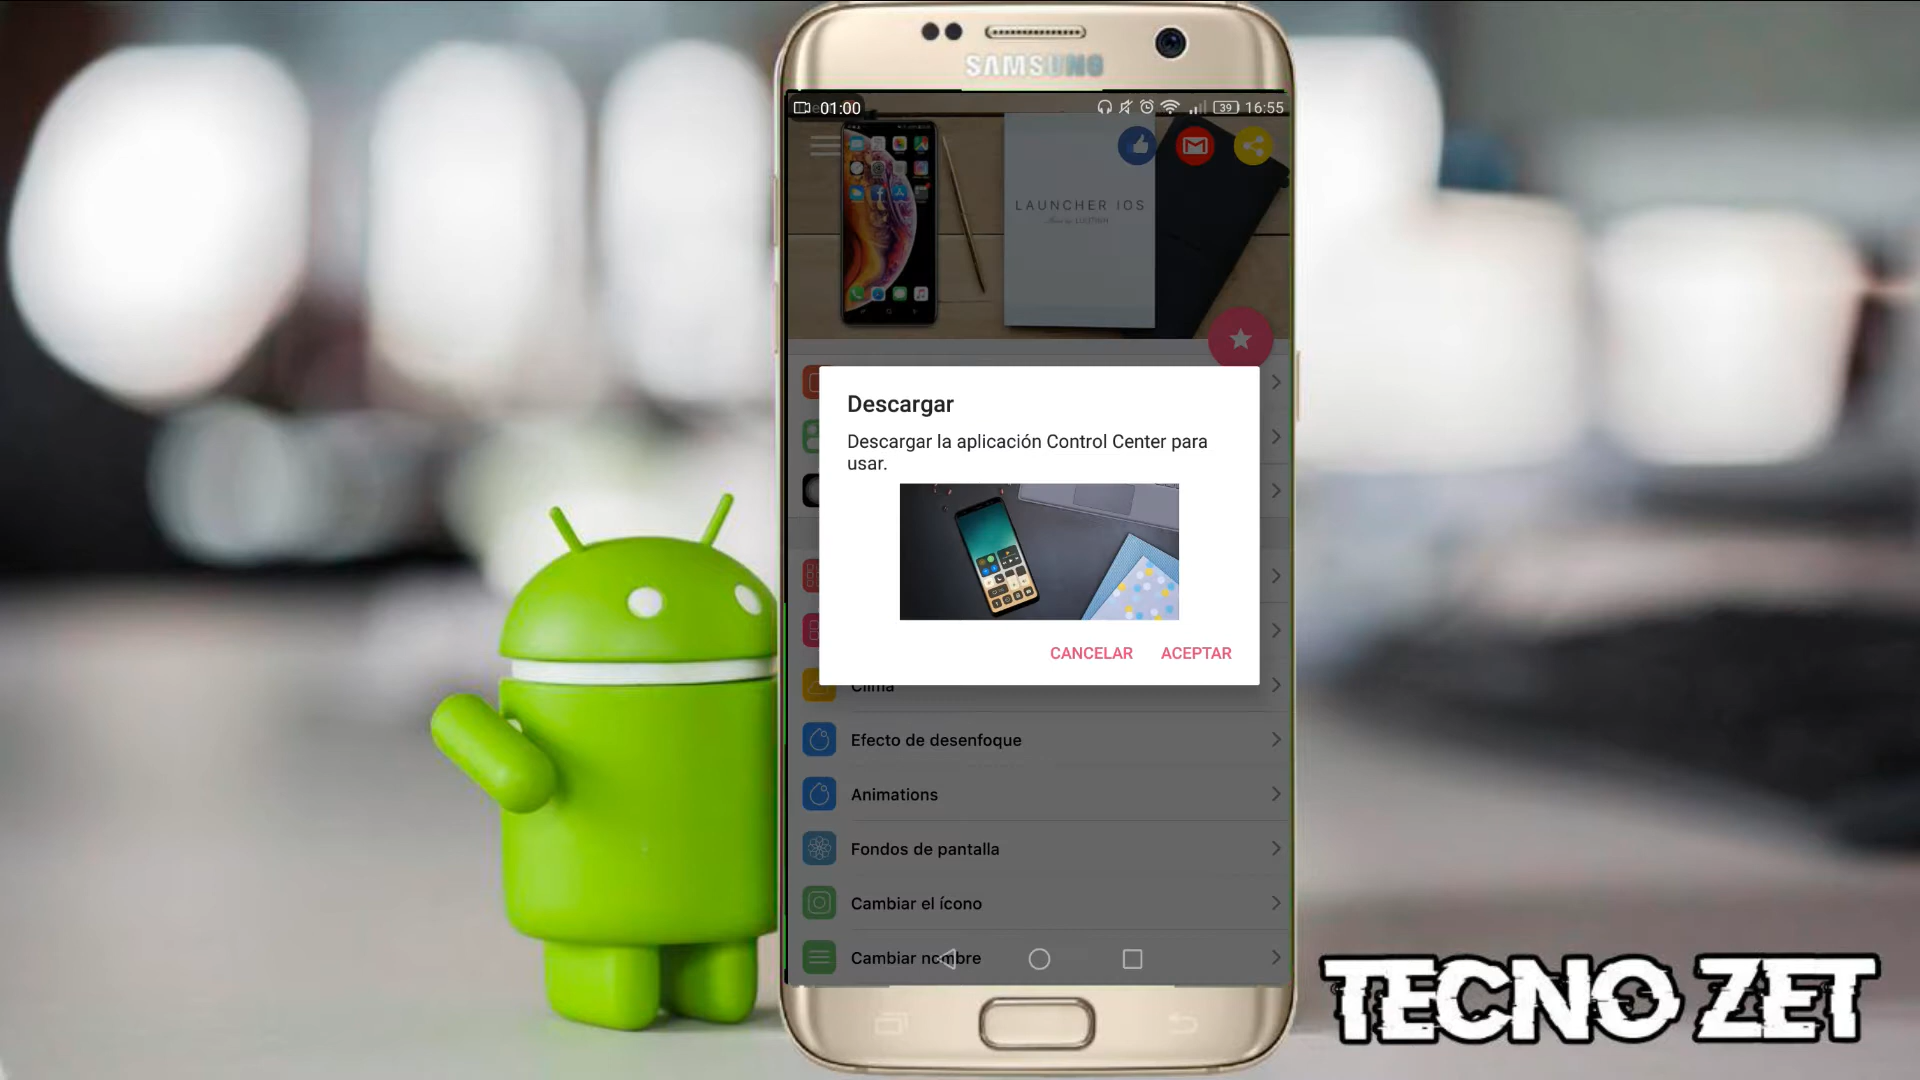 SAMSUNG
01:00
39 16:55
LAUNCHER IOS
Descargar
Descargar la aplicación Control Center para
usar.
CANCELAR ACEPTAR
Clima
Efecto de desenfoque
Animations
Fondos de pantalla
Cambiar el ícono
Cambiar nombre
TECNO ZET